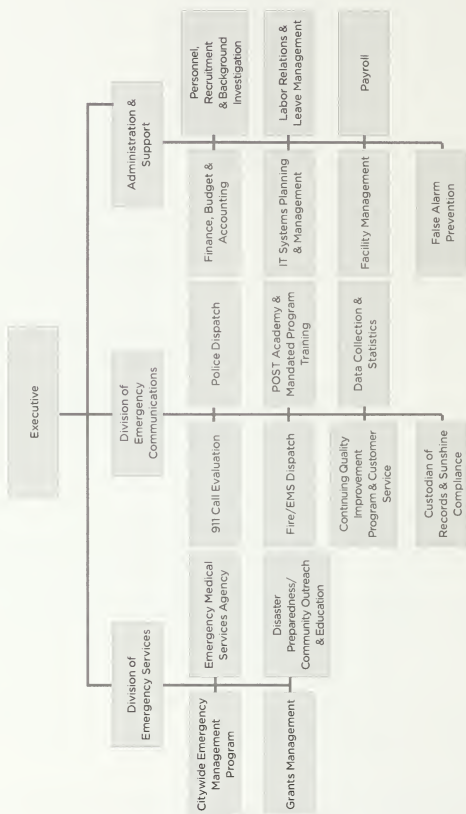 Executive
Division of
Emergency Services
Citywide Emergency
Management
Program
Emergency Medical
Services Agency
Grants Management
Disaster
Preparedness/
Community Outreach
& Education
Division of
Emergency
Communications
911 Call Evaluation
Police Dispatch
Fire/EMS Dispatch
POST Academy &
Mandated Program
Training
Continuing Quality
Improvement
Program & Customer
Service
Data Collection &
Statistics
Custodian of
Records & Sunshine
Compliance
Administration &
Support
Finance, Budget &
Accounting
Personnel,
Recruitment
& Background
Investigation
IT Systems Planning
& Management
Labor Relations &
Leave Management
Facility Management
Payroll
False Alarm
Prevention